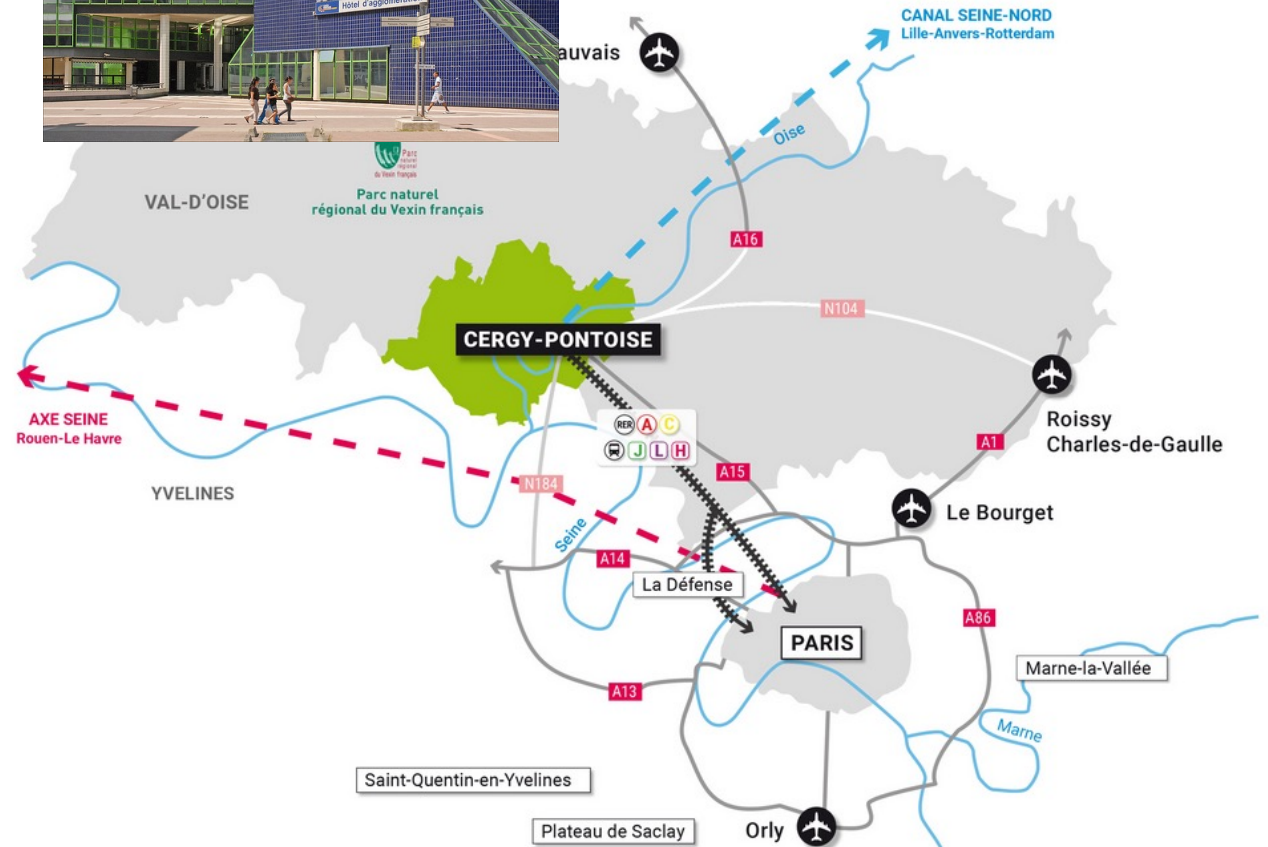 Hôtel d'agglomération
CANAL SEINE-NORD
Lille-Anvers-Rotterdam
auvais
Oise
Parc
naturel
régional
du Vexin français
VAL-D'OISE
Parc naturel
régional du Vexin français
A16
N104
CERGY-PONTOISE
AXE SEINE
Rouen-Le Havre
RER A C
J L H
Roissy
Charles-de-Gaulle
A1
A15
N184
YVELINES
Le Bourget
Seine
A14
La Défense
A86
PARIS
Marne-la-Vallée
A13
Marne
Saint-Quentin-en-Yvelines
Plateau de Saclay
Orly